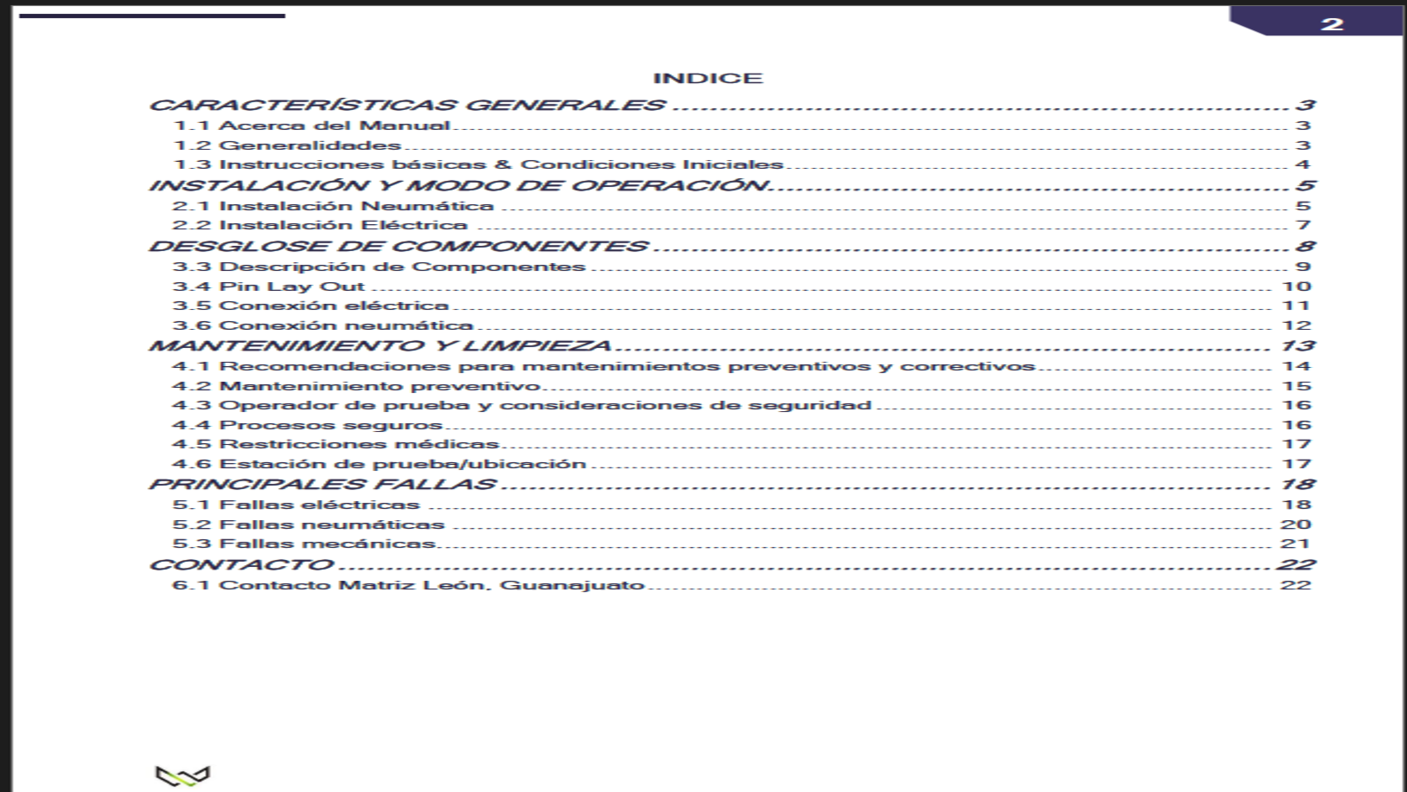 2
INDICE
CARACTERÍSTICAS GENERALES ........ 3
1.1 Acerca del Manual ........ 3
1.2 Generalidades ........ 3
1.3 Instrucciones básicas & Condiciones Iniciales ........ 4
INSTALACIÓN Y MODO DE OPERACIÓN ........ 5
2.1 Instalación Neumática ........ 5
2.2 Instalación Eléctrica ........ 7
DESGLOSE DE COMPONENTES ........ 8
3.3 Descripción de Componentes ........ 9
3.4 Pin Lay Out ........ 10
3.5 Conexión eléctrica ........ 11
3.6 Conexión neumática ........ 12
MANTENIMIENTO Y LIMPIEZA ........ 13
4.1 Recomendaciones para mantenimientos preventivos y correctivos ........ 14
4.2 Mantenimiento preventivo ........ 15
4.3 Operador de prueba y consideraciones de seguridad ........ 16
4.4 Procesos seguros ........ 16
4.5 Restricciones médicas ........ 17
4.6 Estación de prueba/ubicación ........ 17
PRINCIPALES FALLAS ........ 18
5.1 Fallas eléctricas ........ 18
5.2 Fallas neumáticas ........ 20
5.3 Fallas mecánicas ........ 21
CONTACTO ........ 22
6.1 Contacto Matriz León, Guanajuato ........ 22